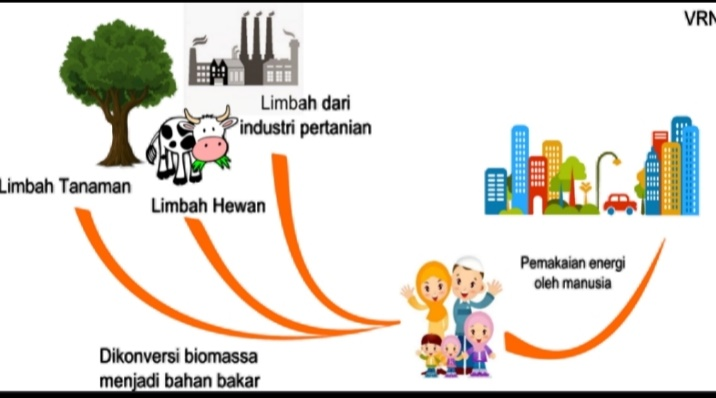 VRN
Limbah dari
industri pertanian
Limbah Tanaman
Limbah Hewan
Pemakaian energi
oleh manusia
Dikonversi biomassa
menjadi bahan bakar